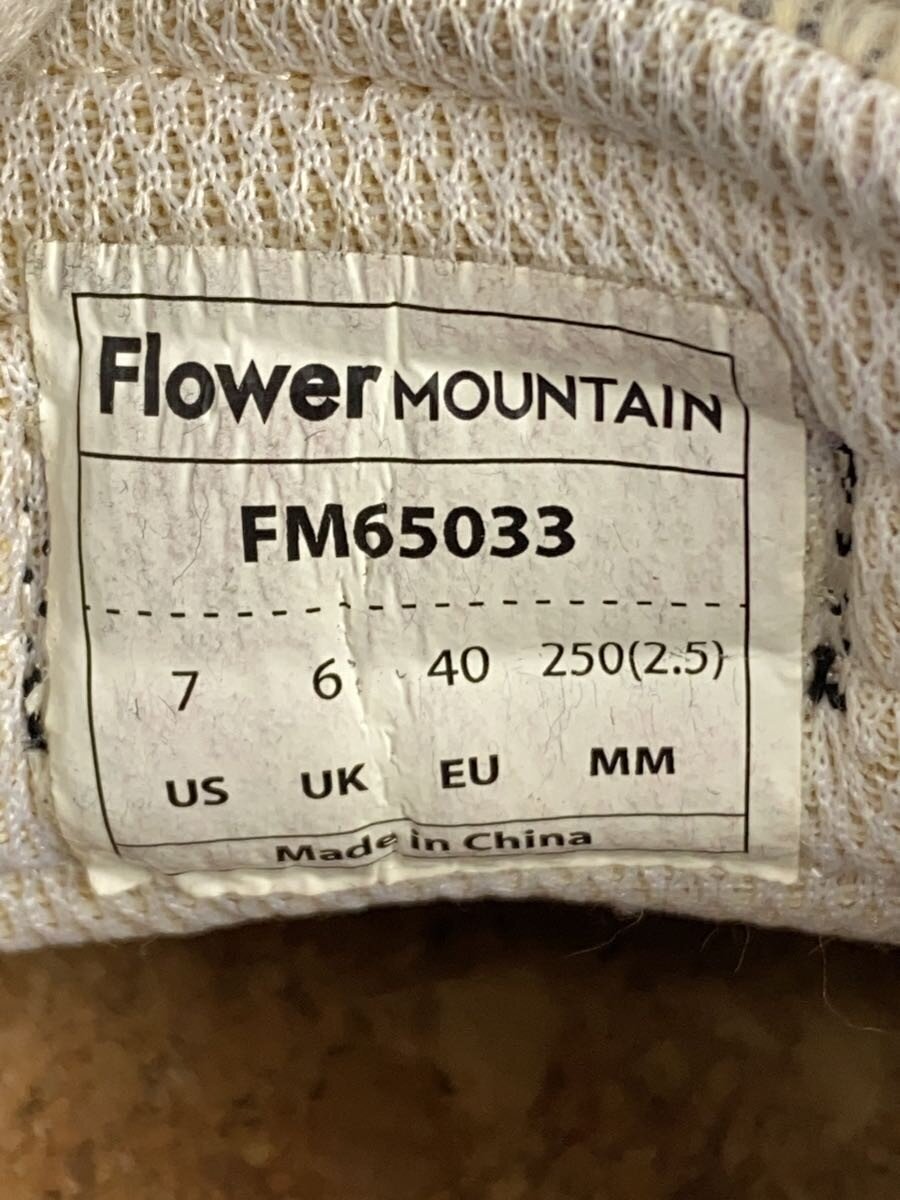 Flower MOUNTAIN
FM65033
7 6 40 250(2.5)
US UK EU MM
Made in China